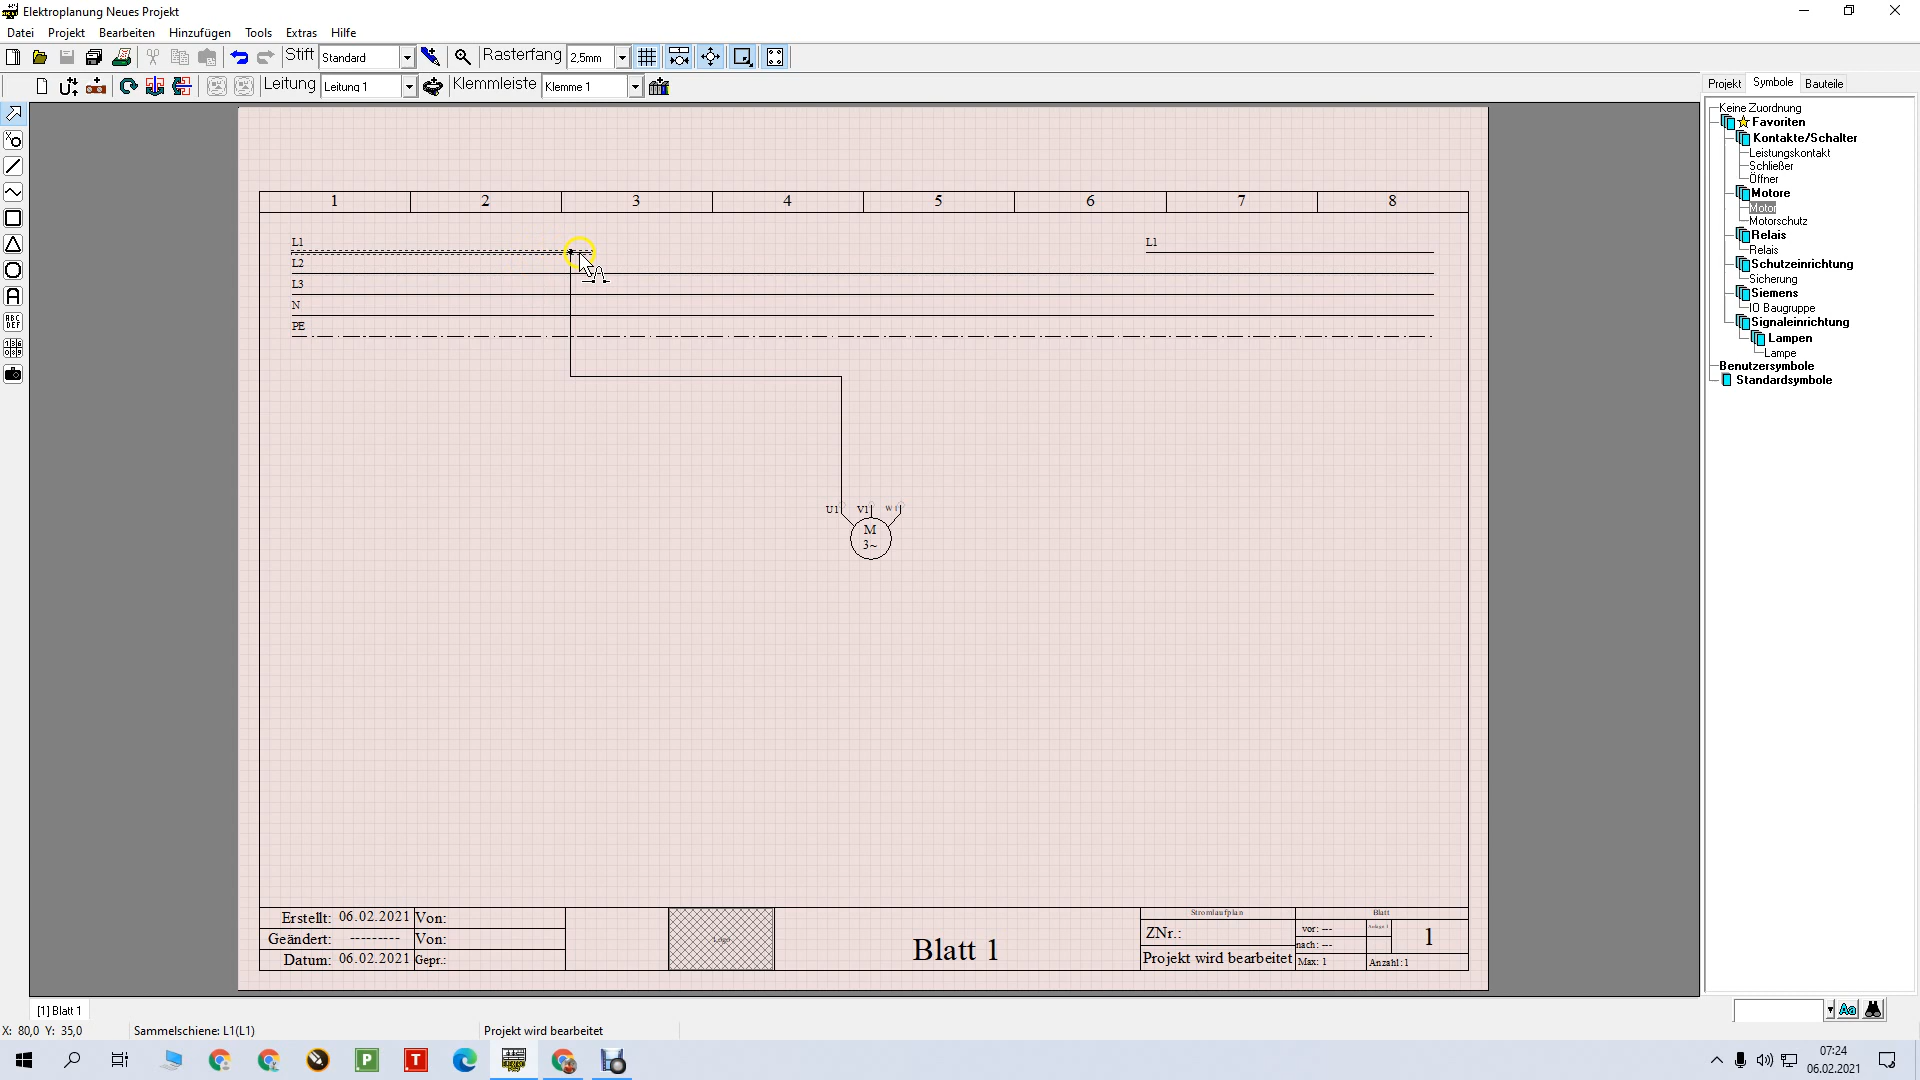 Elektroplanung Neues Projekt
Datei Projekt Bearbeiten Hinzufügen Tools Extras Hilfe
Stift Standard Rasterfang 2,5mm
Leitung Leitung 1 Klemmleiste Klemme 1
Projekt Symbole Bauteile
Keine Zuordnung
Favoriten
Kontakte/Schalter
Leistungskontakt
Schließer
Öffner
Motore
Motor
Motorschutz
Relais
Relais
Schutzeinrichtung
Sicherung
Siemens
IO Baugruppe
Signaleinrichtung
Lampen
Lampe
Benutzersymbole
Standardsymbole
1 2 3 4 5 6 7 8
L1 L1
L2
L3
N
PE
U1 V1 W1
M
3~
Erstellt: 06.02.2021 Von:
Geändert: --------- Von:
Datum: 06.02.2021 Gepr.:
Logo
Blatt 1
Stromlaufplan
ZNr.:
Projekt wird bearbeitet
Blatt
vor: ---
nach: ---
Max: 1
1
Anzahl:1
[1] Blatt 1
Aa
X: 80,0 Y: 35,0 Sammelschiene: L1(L1) Projekt wird bearbeitet
07:24
06.02.2021